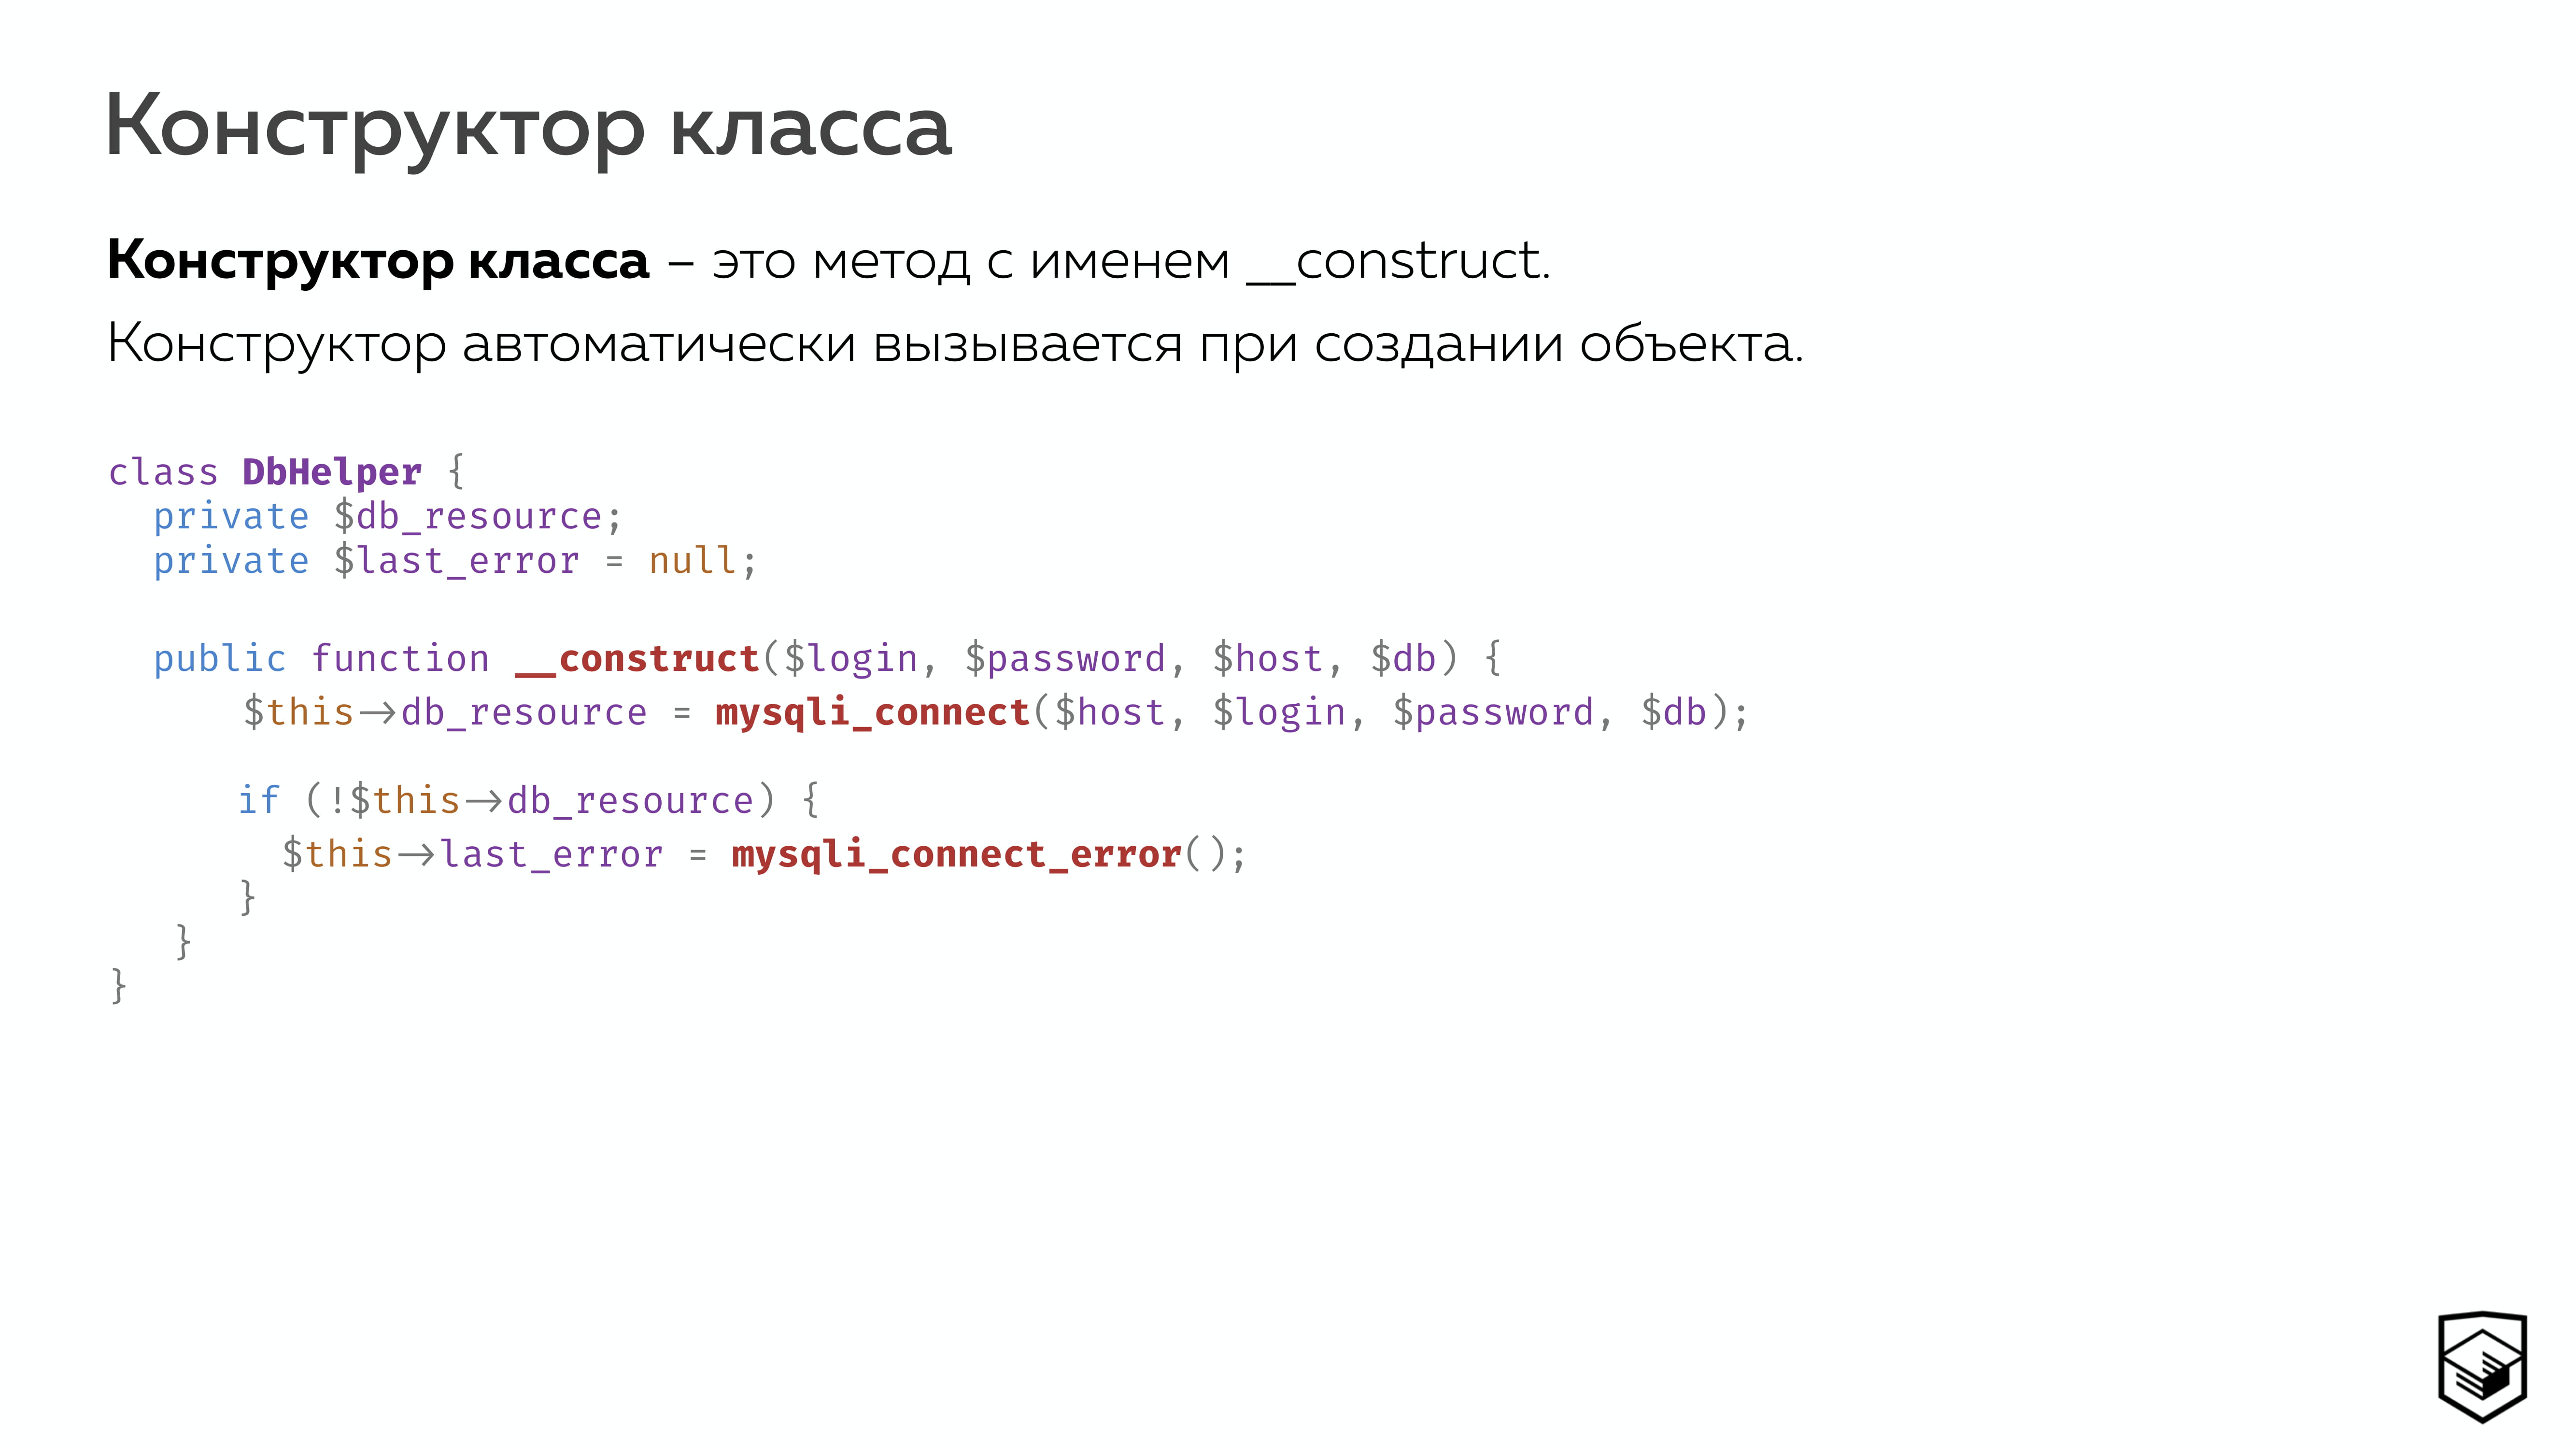 Конструктор класса
Конструктор класса – это метод с именем __construct.
Конструктор автоматически вызывается при создании объекта.
class DbHelper {
  private $db_resource;
  private $last_error = null;
  public function __construct($login, $password, $host, $db) {
      $this->db_resource = mysqli_connect($host, $login, $password, $db);
      if (!$this->db_resource) {
        $this->last_error = mysqli_connect_error();
      }
   }
}